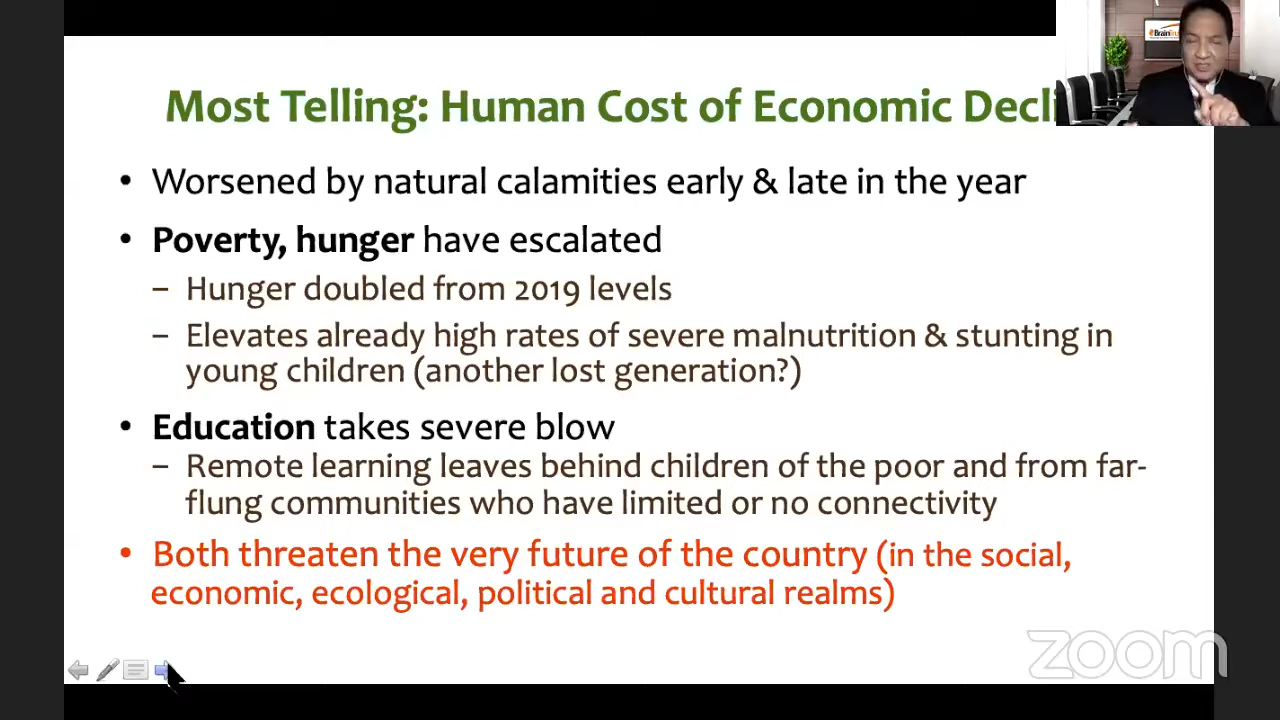 Most Telling: Human Cost of Economic Decli
• Worsened by natural calamities early & late in the year
• Poverty, hunger have escalated
– Hunger doubled from 2019 levels
– Elevates already high rates of severe malnutrition & stunting in
young children (another lost generation?)
• Education takes severe blow
– Remote learning leaves behind children of the poor and from far-
flung communities who have limited or no connectivity
• Both threaten the very future of the country (in the social,
economic, ecological, political and cultural realms)
zoom